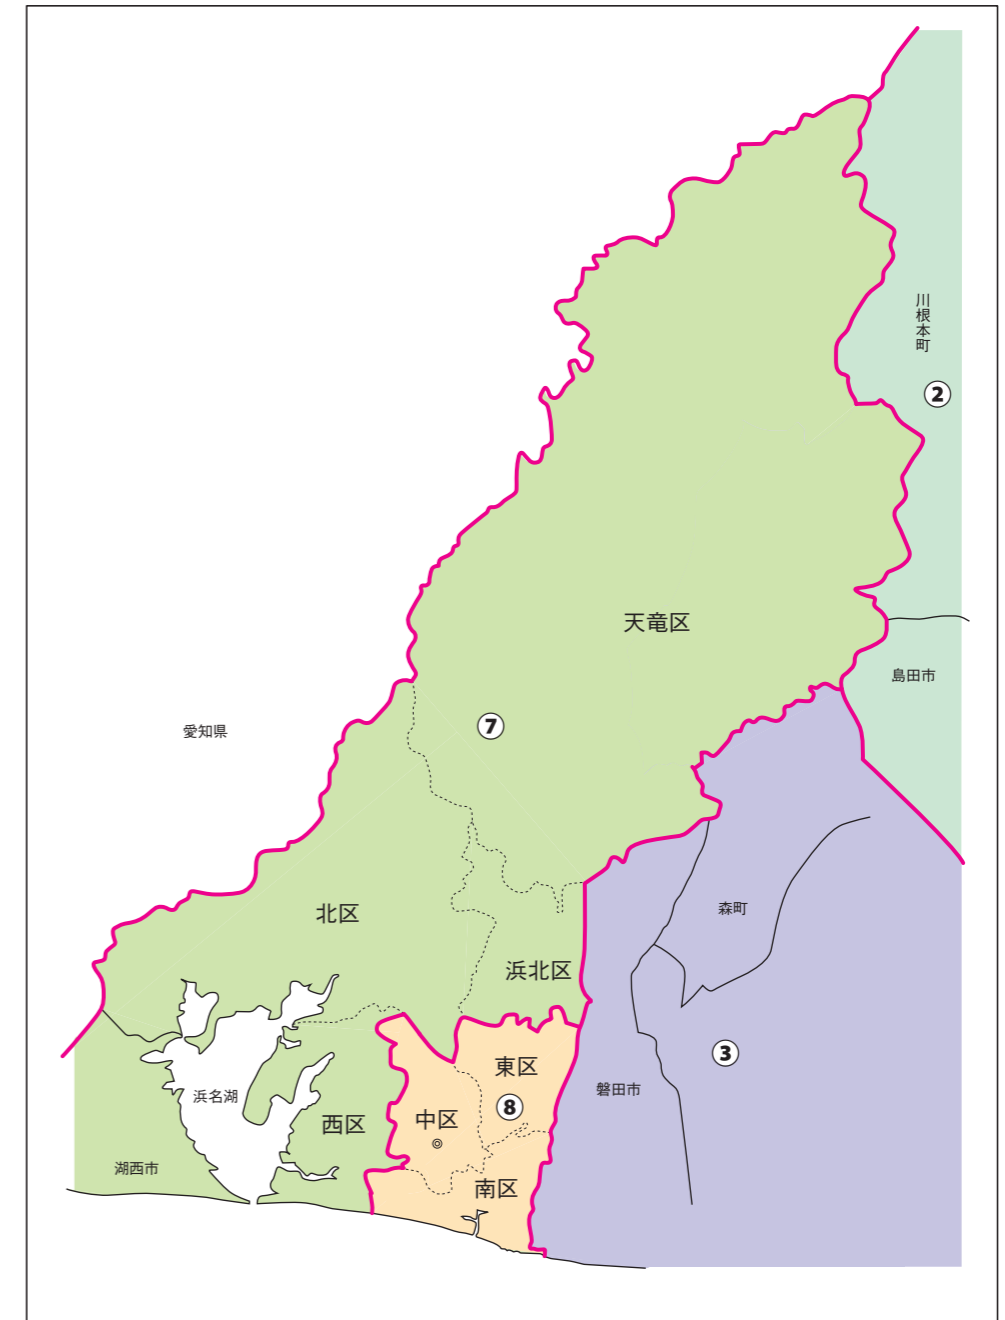 川根本町
②
天竜区
島田市
⑦
愛知県
森町
北区
浜北区
③
東区
磐田市
浜名湖
⑧
中区
西区
湖西市
南区